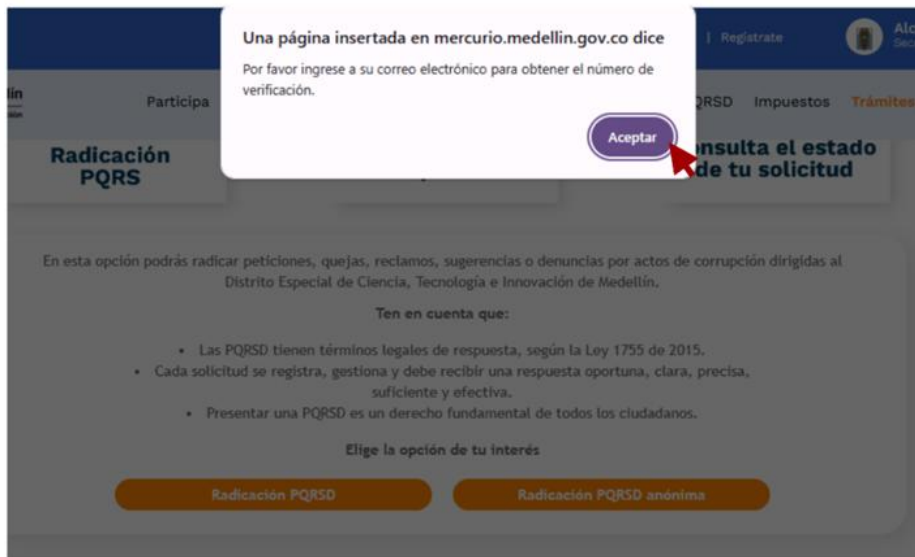 Una página insertada en mercurio.medellin.gov.co dice
Por favor ingrese a su correo electrónico para obtener el número de
verificación.
Aceptar
| Regístrate
Alc
Sec
lín
Participa
QRSD
Impuestos
Trámites
Radicación
PQRS
onsulta el estado
de tu solicitud
En esta opción podrás radicar peticiones, quejas, reclamos, sugerencias o denuncias por actos de corrupción dirigidas al
Distrito Especial de Ciencia, Tecnología e Innovación de Medellín.
Ten en cuenta que:
• Las PQRSD tienen términos legales de respuesta, según la Ley 1755 de 2015.
• Cada solicitud se registra, gestiona y debe recibir una respuesta oportuna, clara, precisa,
suficiente y efectiva.
• Presentar una PQRSD es un derecho fundamental de todos los ciudadanos.
Elige la opción de tu interés
Radicación PQRSD
Radicación PQRSD anónima